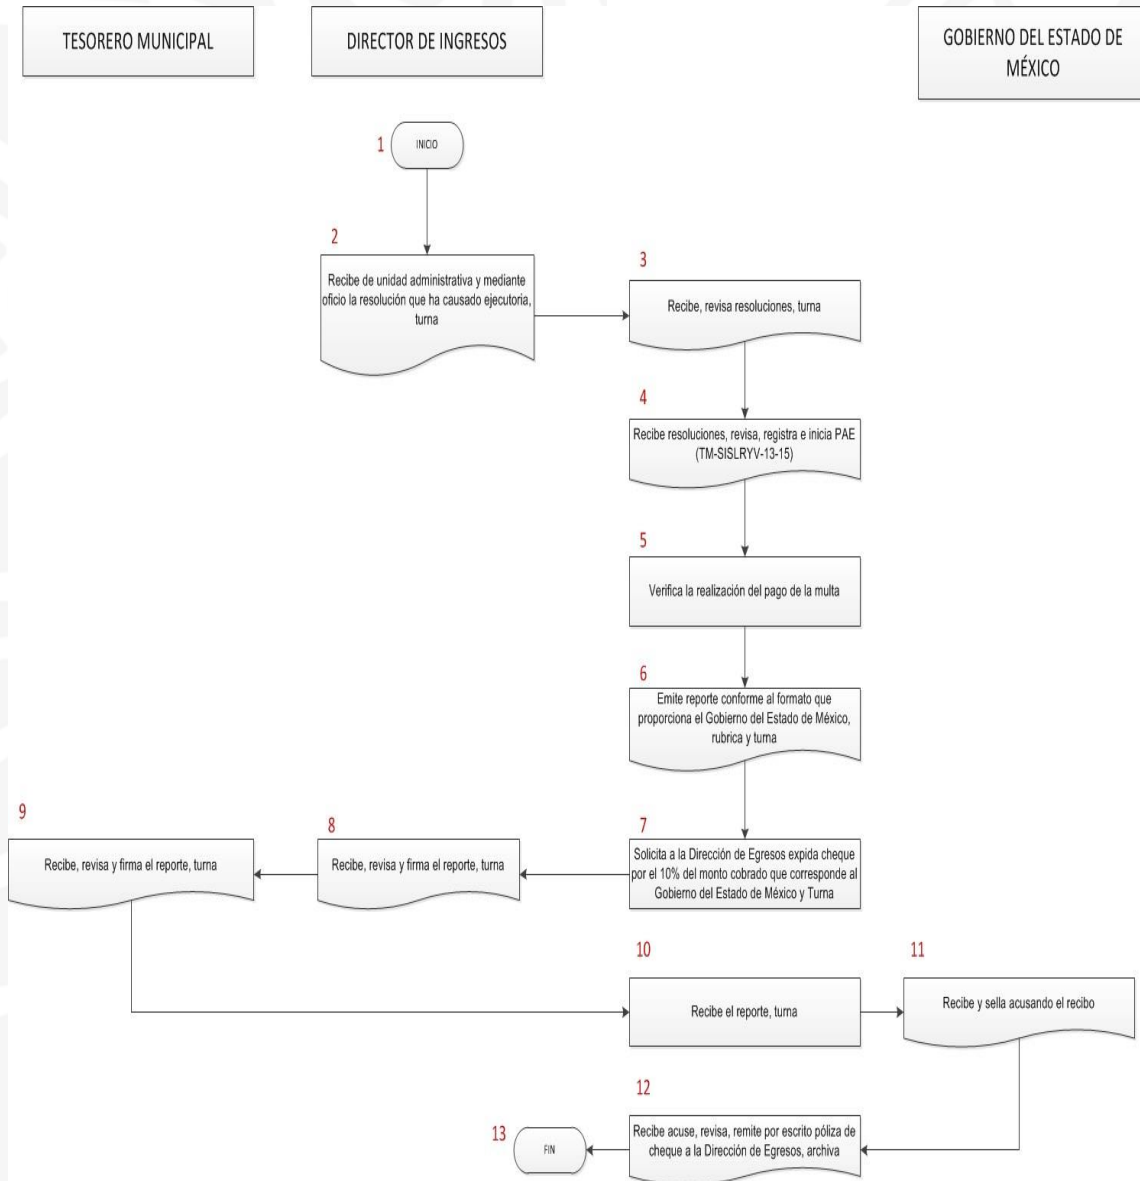 TESORERO MUNICIPAL
DIRECTOR DE INGRESOS
GOBIERNO DEL ESTADO DE
MÉXICO
1
INICIO
2
Recibe de unidad administrativa y mediante
oficio la resolución que ha causado ejecutoria,
turna
3
Recibe, revisa resoluciones, turna
4
Recibe resoluciones, revisa, registra e inicia PAE
(TM-SISLRYV-13-15)
5
Verifica la realización del pago de la multa
6
Emite reporte conforme al formato que
proporciona el Gobierno del Estado de México,
rubrica y turna
7
Solicita a la Dirección de Egresos expida cheque
por el 10% del monto cobrado que corresponde al
Gobierno del Estado de México y Turna
8
Recibe, revisa y firma el reporte, turna
9
Recibe, revisa y firma el reporte, turna
10
Recibe el reporte, turna
11
Recibe y sella acusando el recibo
12
Recibe acuse, revisa, remite por escrito póliza de
cheque a la Dirección de Egresos, archiva
13
FIN